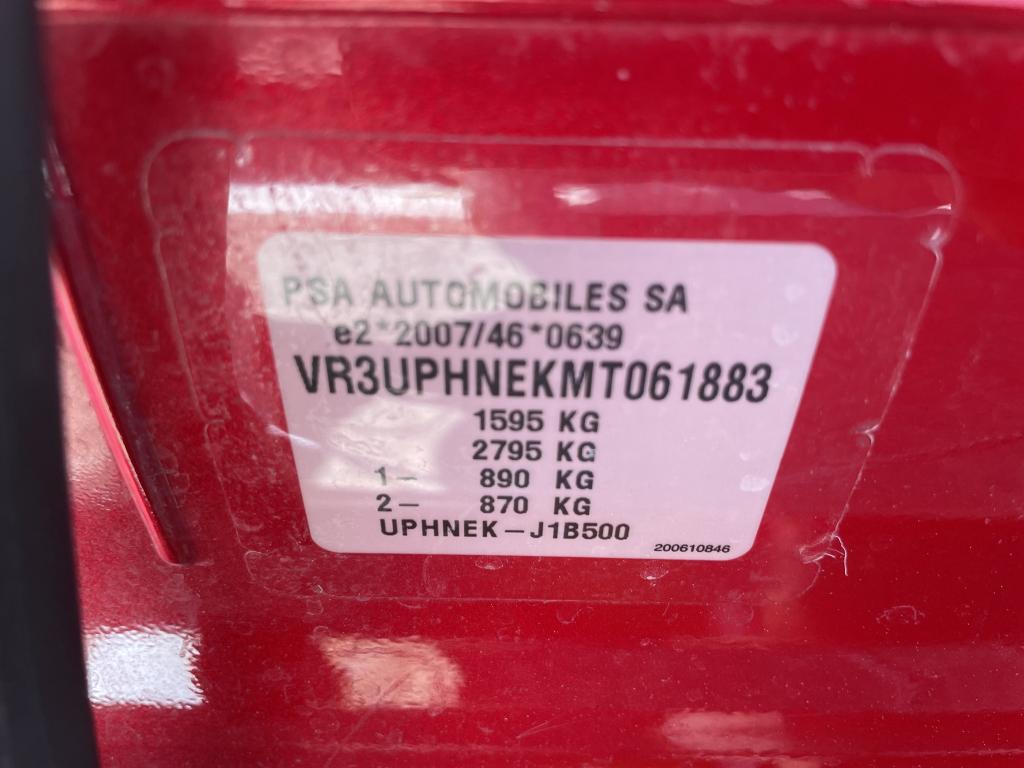 PSA AUTOMOBILES SA
e2*2007/46*0639
VR3UPHNEKMT061883
1595 KG
2795 KG
1- 890 KG
2- 870 KG
UPHNEK-J1B500
200610846